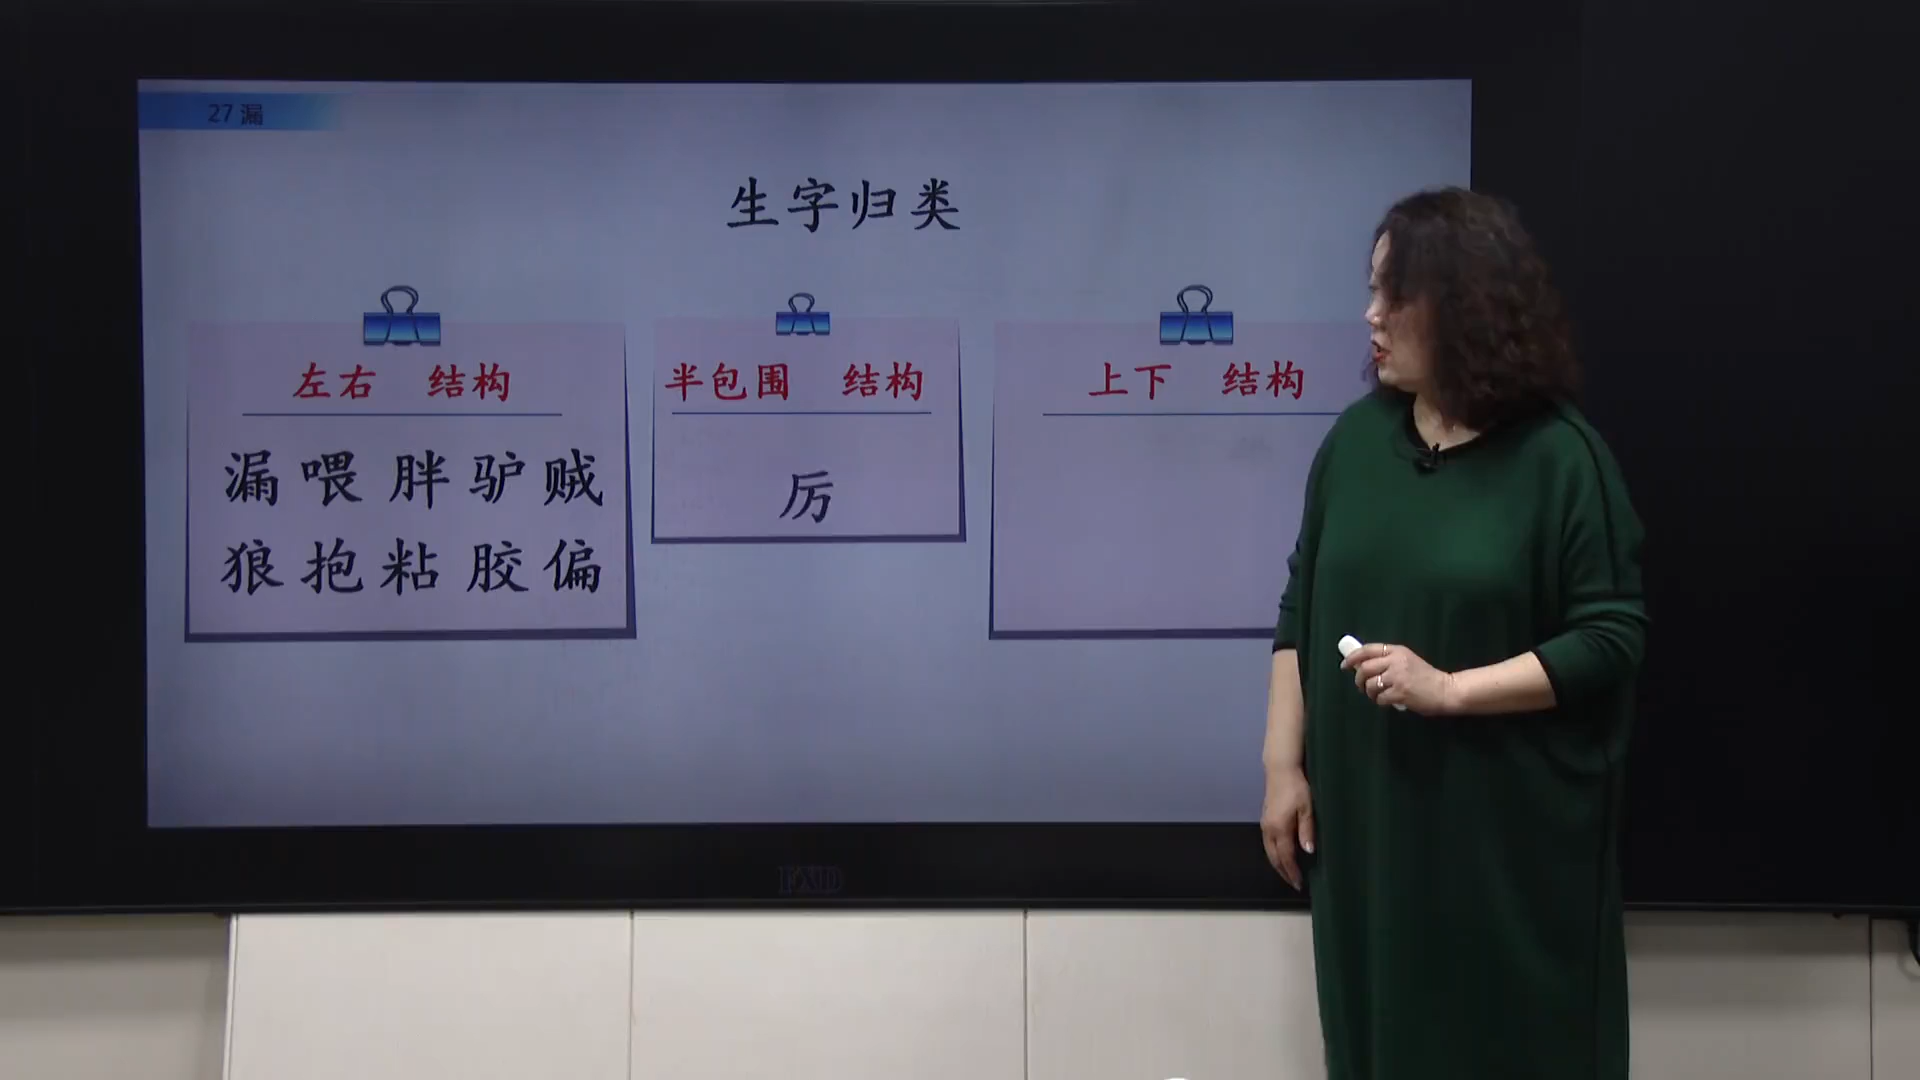 27 漏
生字归类
左右 结构
漏 喂 胖 驴 贼
狼 抱 粘 胶 偏
半包围 结构
厉
上下 结构
FXD